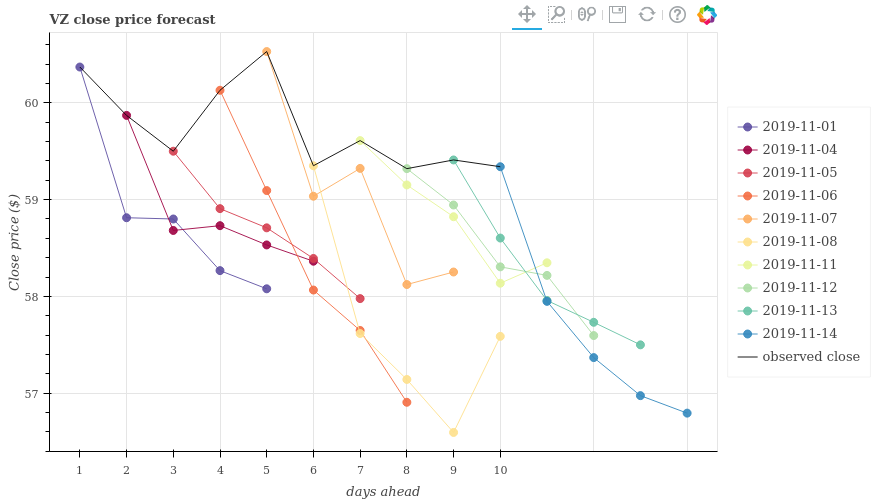 VZ close price forecast
60
59
58
57
Close price ($)
1 2 3 4 5 6 7 8 9 10
days ahead
2019-11-01
2019-11-04
2019-11-05
2019-11-06
2019-11-07
2019-11-08
2019-11-11
2019-11-12
2019-11-13
2019-11-14
observed close